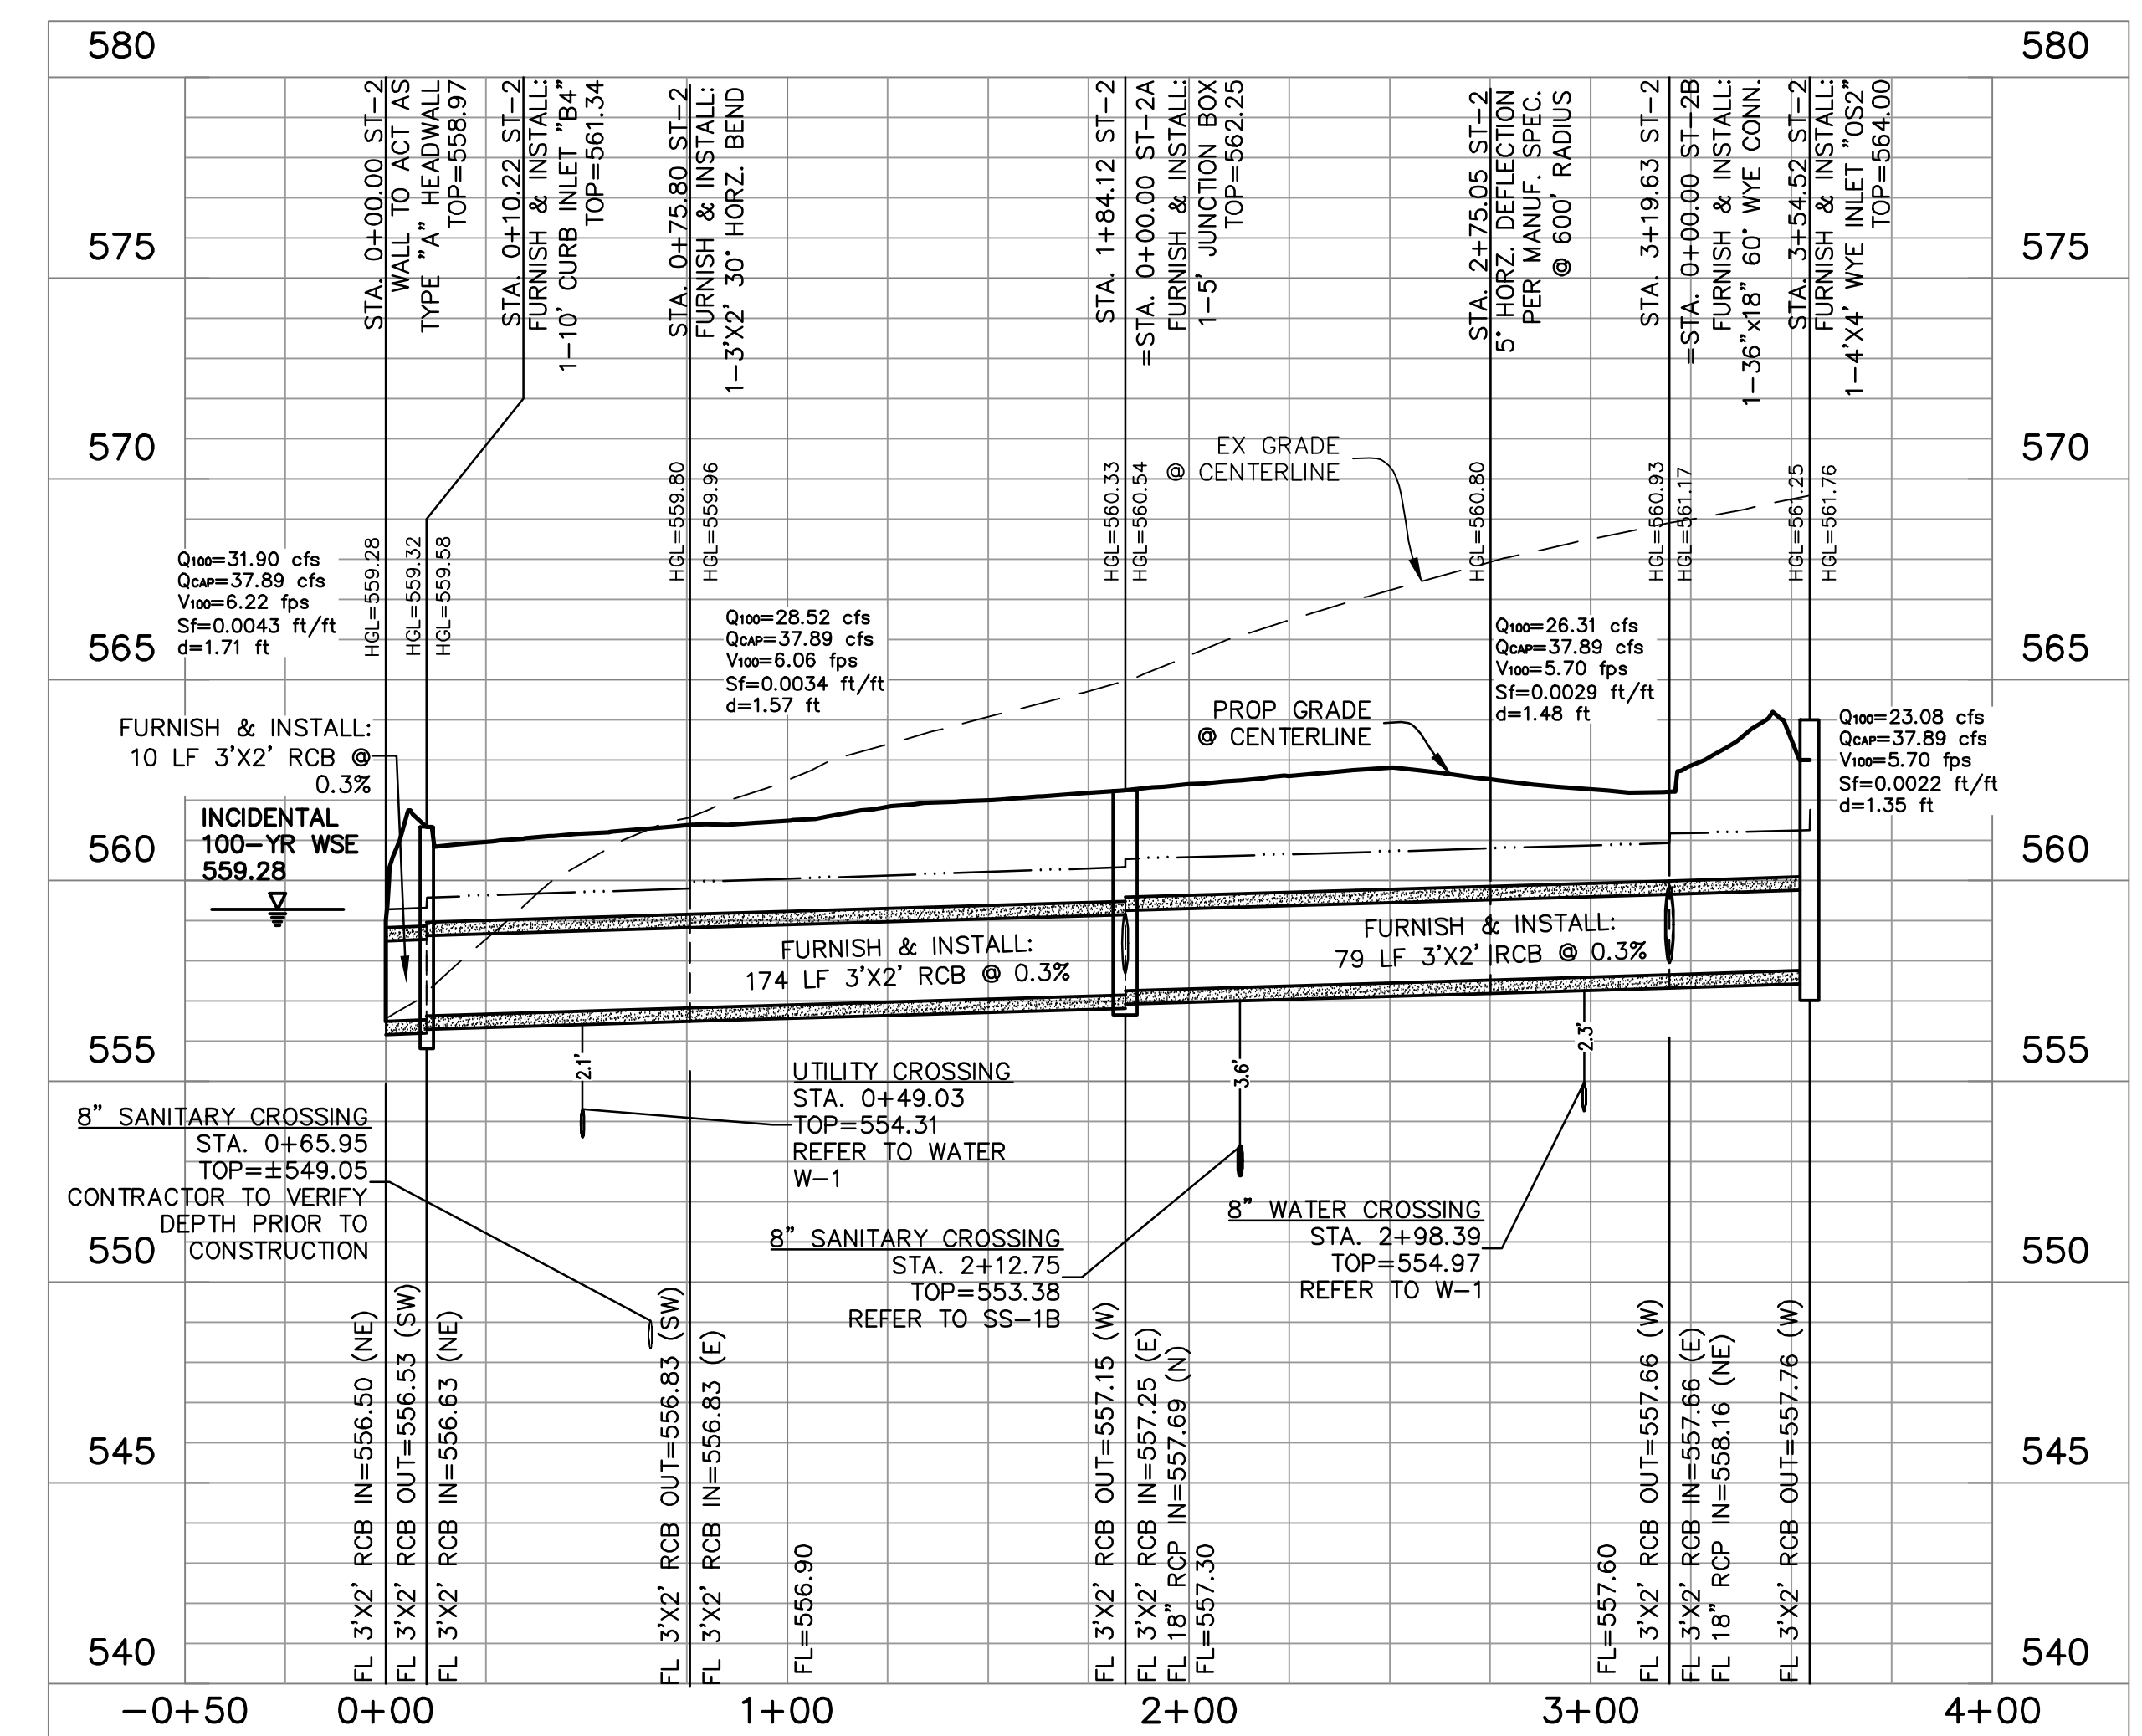 580
580
STA. 0+00.00 ST-2
WALL TO ACT AS
TYPE "A" HEADWALL
TOP=558.97
STA. 0+10.22 ST-2
FURNISH & INSTALL:
1-10' CURB INLET "B4"
TOP=561.34
STA. 0+75.80 ST-2
FURNISH & INSTALL:
1-3'X2' 30° HORZ. BEND
STA. 1+84.12 ST-2
=STA. 0+00.00 ST-2A
FURNISH & INSTALL:
1-5' JUNCTION BOX
TOP=562.25
STA. 2+75.05 ST-2
5° HORZ. DEFLECTION
PER MANUF. SPEC.
@ 600' RADIUS
STA. 3+19.63 ST-2
=STA. 0+00.00 ST-2B
FURNISH & INSTALL:
1-36"x18" 60° WYE CONN.
STA. 3+54.52 ST-2
FURNISH & INSTALL:
1-4'X4' WYE INLET "OS2"
TOP=564.00
575
575
570
570
EX GRADE
@ CENTERLINE
HGL=559.28
HGL=559.32
HGL=559.58
HGL=559.80
HGL=559.96
HGL=560.33
HGL=560.54
HGL=560.80
HGL=560.93
HGL=561.17
HGL=561.25
HGL=561.76
Q100=31.90 cfs
QCAP=37.89 cfs
V100=6.22 fps
Sf=0.0043 ft/ft
d=1.71 ft
Q100=28.52 cfs
QCAP=37.89 cfs
V100=6.06 fps
Sf=0.0034 ft/ft
d=1.57 ft
Q100=26.31 cfs
QCAP=37.89 cfs
V100=5.70 fps
Sf=0.0029 ft/ft
d=1.48 ft
Q100=23.08 cfs
QCAP=37.89 cfs
V100=5.70 fps
Sf=0.0022 ft/ft
d=1.35 ft
565
565
FURNISH & INSTALL:
10 LF 3'X2' RCB @
0.3%
PROP GRADE
@ CENTERLINE
INCIDENTAL
100-YR WSE
559.28
560
560
FURNISH & INSTALL:
174 LF 3'X2' RCB @ 0.3%
FURNISH & INSTALL:
79 LF 3'X2' RCB @ 0.3%
555
555
2.1'
3.6'
2.3'
UTILITY CROSSING
STA. 0+49.03
TOP=554.31
REFER TO WATER
W-1
8" SANITARY CROSSING
STA. 0+65.95
TOP=±549.05
CONTRACTOR TO VERIFY
DEPTH PRIOR TO
CONSTRUCTION
8" SANITARY CROSSING
STA. 2+12.75
TOP=553.38
REFER TO SS-1B
8" WATER CROSSING
STA. 2+98.39
TOP=554.97
REFER TO W-1
550
550
545
545
540
540
FL 3'X2' RCB IN=556.50 (NE)
FL 3'X2' RCB OUT=556.53 (SW)
FL 3'X2' RCB IN=556.63 (NE)
FL 3'X2' RCB OUT=556.83 (SW)
FL 3'X2' RCB IN=556.83 (E)
FL=556.90
FL 3'X2' RCB OUT=557.15 (W)
FL 3'X2' RCB IN=557.25 (E)
FL 18" RCP IN=557.69 (N)
FL=557.30
FL=557.60
FL 3'X2' RCB OUT=557.66 (W)
FL 3'X2' RCB IN=557.66 (E)
FL 18" RCP IN=558.16 (NE)
FL 3'X2' RCB OUT=557.76 (W)
-0+50
0+00
1+00
2+00
3+00
4+00